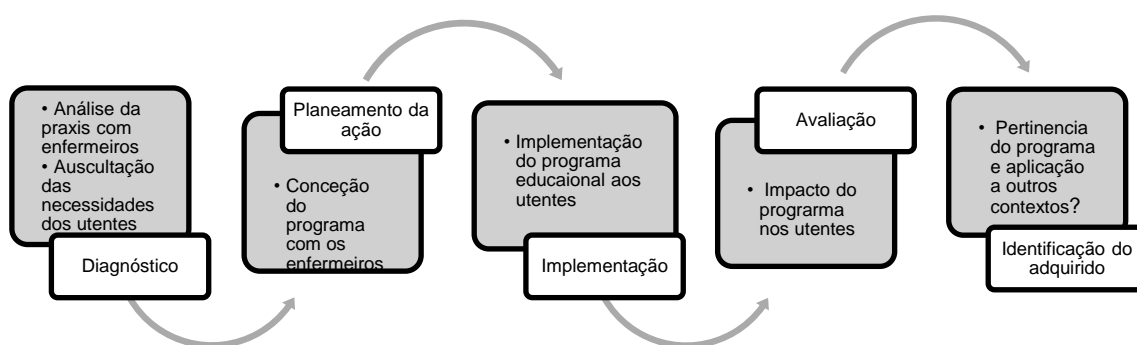 • Análise da
praxis com
enfermeiros
• Auscultação
das
necessidades
dos utentes
Diagnóstico
Planeamento da
ação
• Conceção
do
programa
com os
enfermeiros
• Implementação
do programa
educaional aos
utentes
Implementação
Avaliação
• Impacto do
prograrma
nos utentes
• Pertinencia
do programa
e aplicação
a outros
contextos?
Identificação do
adquirido